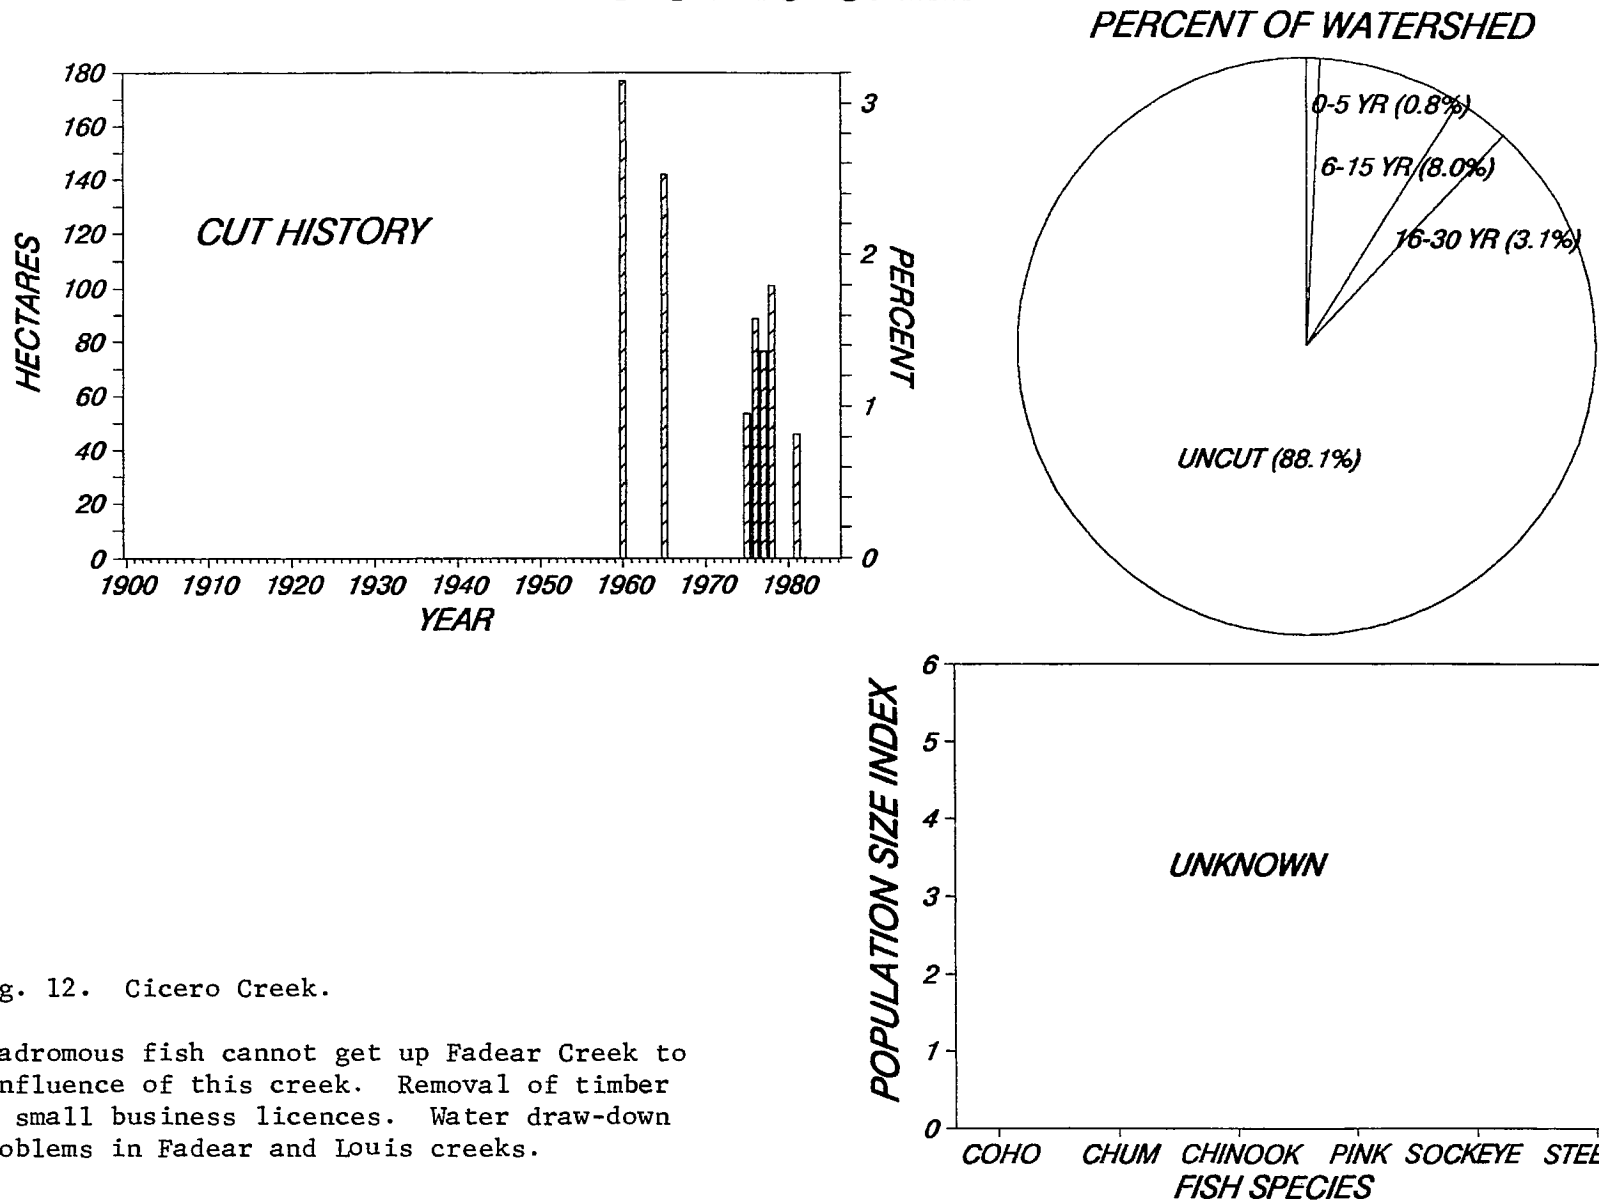 PERCENT OF WATERSHED
0-5 YR (0.8%)
6-15 YR (8.0%)
16-30 YR (3.1%)
UNCUT (88.1%)
CUT HISTORY
HECTARES
180
160
140
120
100
80
60
40
20
0
PERCENT
3
2
1
0
1900 1910 1920 1930 1940 1950 1960 1970 1980
YEAR
POPULATION SIZE INDEX
6
5
4
3
2
1
0
UNKNOWN
COHO CHUM CHINOOK PINK SOCKEYE STEE
FISH SPECIES
g. 12. Cicero Creek.
adromous fish cannot get up Fadear Creek to
nfluence of this creek. Removal of timber
small business licences. Water draw-down
oblems in Fadear and Louis creeks.